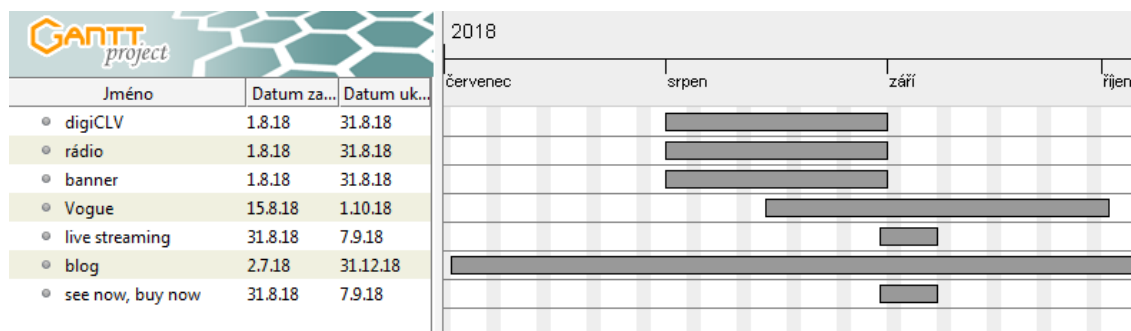 GANTT
project
2018
červenec srpen září říjen
Jméno Datum za... Datum uk...
digiCLV 1.8.18 31.8.18
rádio 1.8.18 31.8.18
banner 1.8.18 31.8.18
Vogue 15.8.18 1.10.18
live streaming 31.8.18 7.9.18
blog 2.7.18 31.12.18
see now, buy now 31.8.18 7.9.18